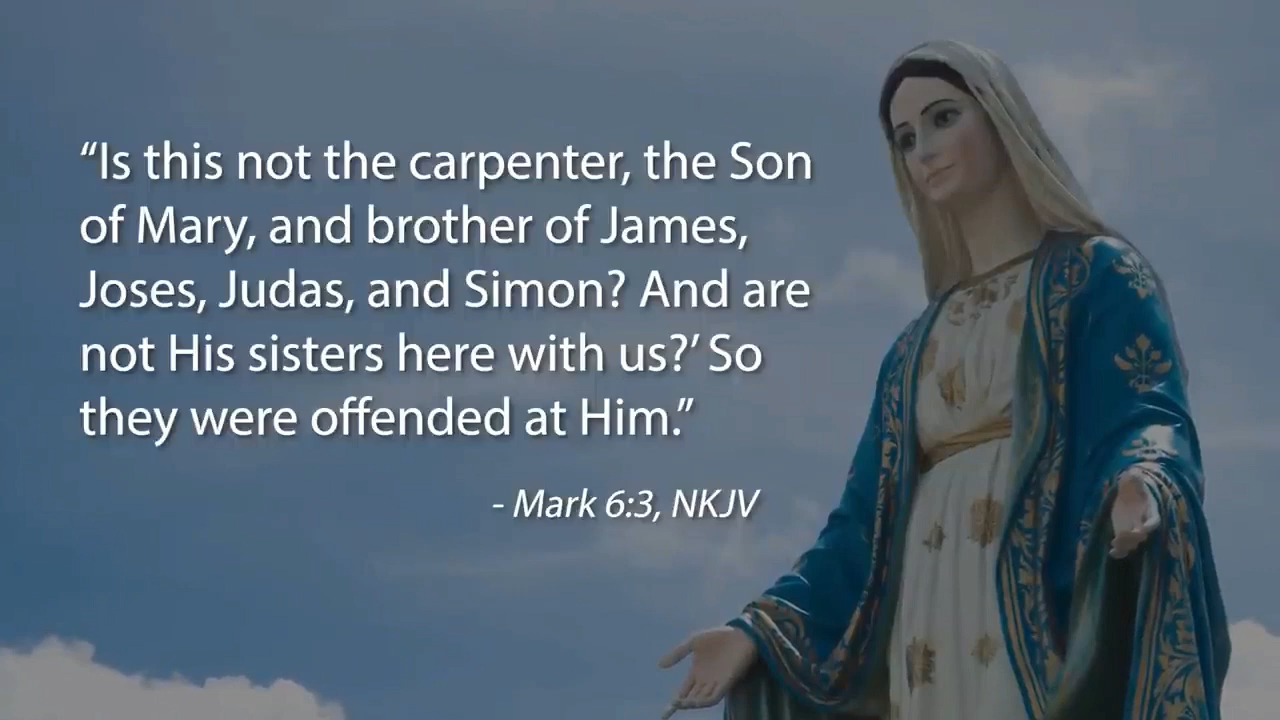 “Is this not the carpenter, the Son
of Mary, and brother of James,
Joses, Judas, and Simon? And are
not His sisters here with us?’ So
they were offended at Him.”
- Mark 6:3, NKJV